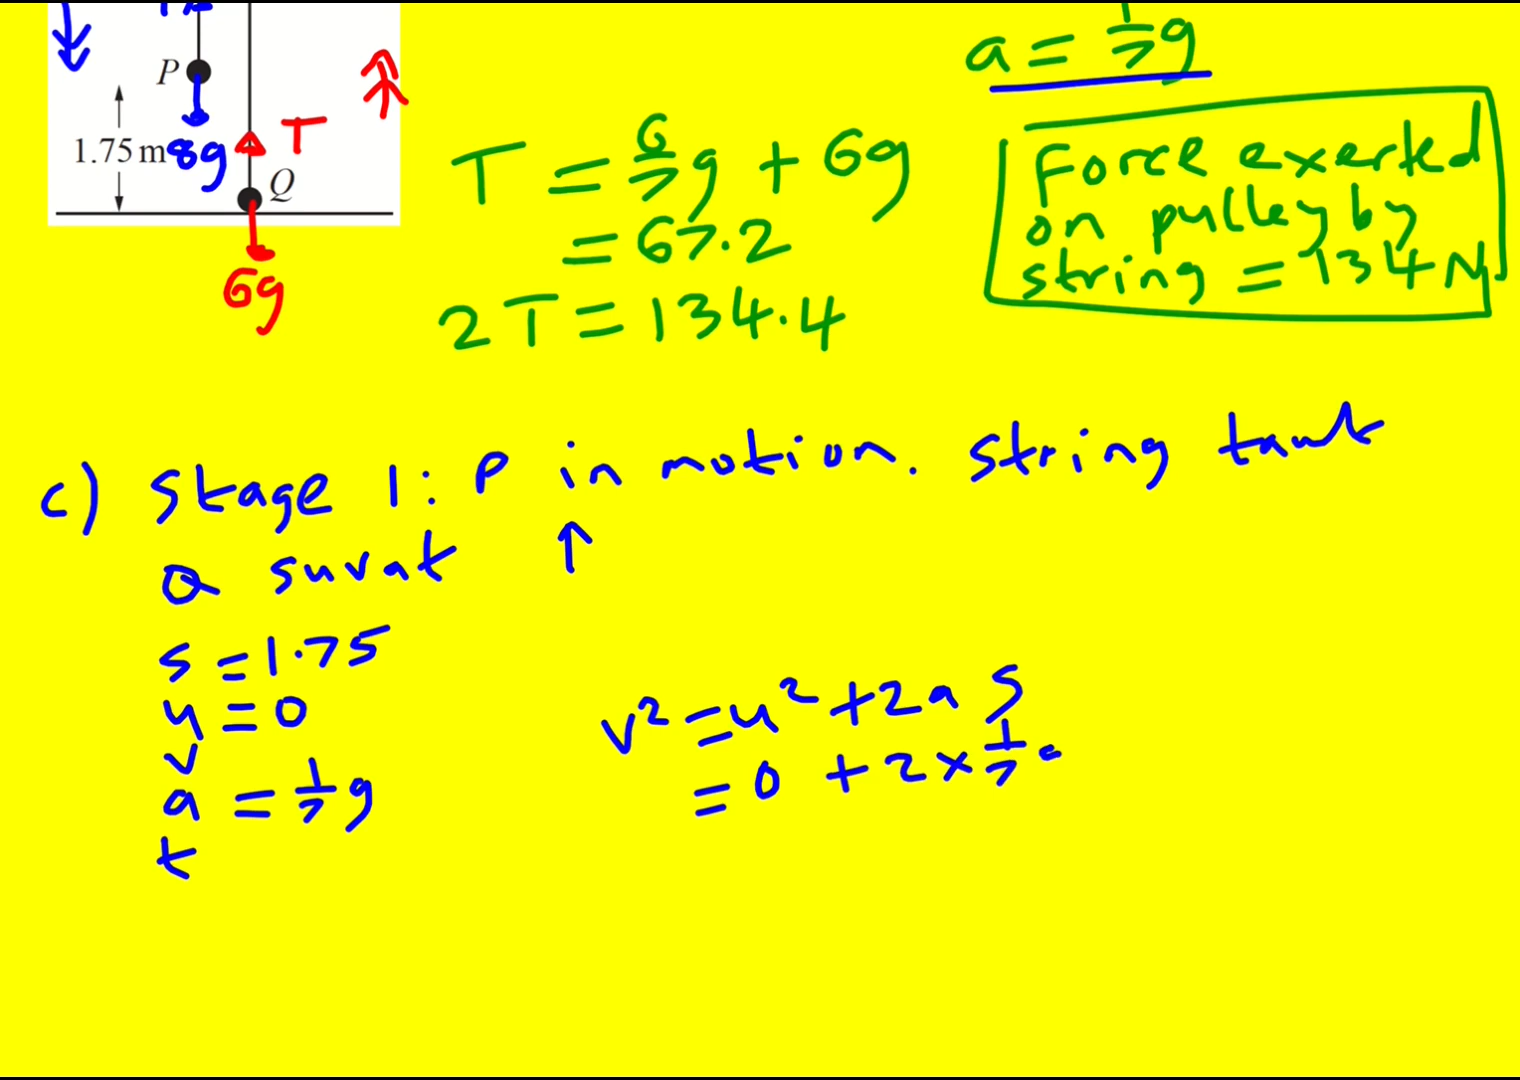 a = 1/7 g
P
T
1.75 m 8g
Q
6g
T = 6/7 g + 6g
= 67.2
2T = 134.4
Force exerted
on pulley by
string = 134 N
c) Stage 1: P in motion. String taut
Q suvat ↑
s = 1.75
u = 0
v
a = 1/7 g
t
v² = u² + 2as
= 0 + 2 × 1/7